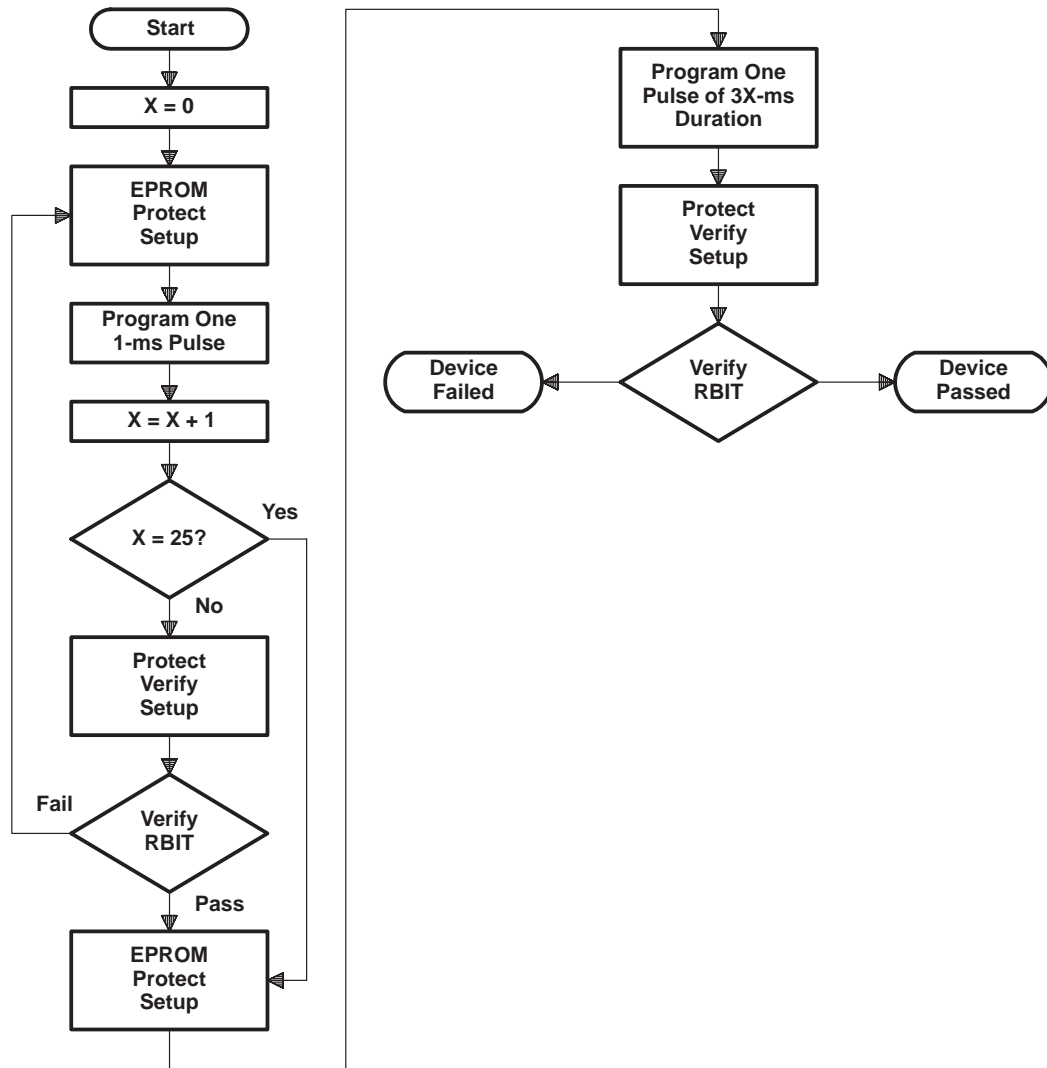 Start
X = 0
EPROM
Protect
Setup
Program One
1-ms Pulse
X = X + 1
X = 25?
Yes
No
Protect
Verify
Setup
Verify
RBIT
Fail
Pass
EPROM
Protect
Setup
Program One
Pulse of 3X-ms
Duration
Protect
Verify
Setup
Verify
RBIT
Device
Failed
Device
Passed